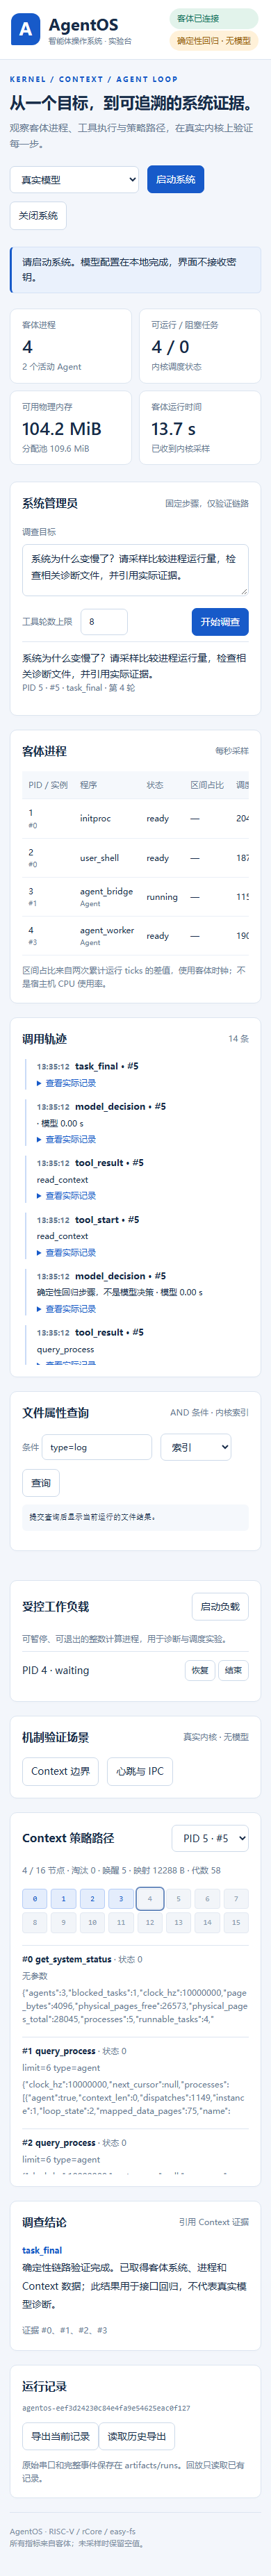 A
AgentOS
智能体操作系统 · 实验台
客体已连接
确定性回归 · 无模型
KERNEL / CONTEXT / AGENT LOOP
从一个目标，到可追溯的系统证据。
观察客体进程、工具执行与策略路径，在真实内核上验证
每一步。
真实模型
启动系统
关闭系统
请启动系统。模型配置在本地完成，界面不接收密
钥。
客体进程
4
2 个活动 Agent
可运行 / 阻塞任务
4 / 0
内核调度状态
可用物理内存
104.2 MiB
分配池 109.6 MiB
客体运行时间
13.7 s
已收到内核采样
系统管理员
固定步骤，仅验证链路
调查目标
系统为什么变慢了？请采样比较进程运行量，检
查相关诊断文件，并引用实际证据。
工具轮数上限
8
开始调查
系统为什么变慢了？请采样比较进程运行量，检查相关
诊断文件，并引用实际证据。
PID 5 · #5 · task_final · 第 4 轮
客体进程
每秒采样
PID / 实例 程序 状态 区间占比 调度
1 initproc ready — 204
#0
2 user_shell ready — 187
#0
3 agent_bridge running — 115
#1 Agent
4 agent_worker ready — 190
#3 Agent
区间占比来自两次累计运行 ticks 的差值，使用客体时钟；不
是宿主机 CPU 使用率。
调用轨迹
14 条
13:35:12 task_final • #5
▶ 查看实际记录
13:35:12 model_decision • #5
· 模型 0.00 s
▶ 查看实际记录
13:35:12 tool_result • #5
read_context
▶ 查看实际记录
13:35:12 tool_start • #5
read_context
▶ 查看实际记录
13:35:12 model_decision • #5
确定性回归步骤，不是模型决策 · 模型 0.00 s
▶ 查看实际记录
13:35:12 tool_result • #5
query_process
▶ 查看实际记录
文件属性查询
AND 条件 · 内核索引
条件
type=log
索引
查询
提交查询后显示当前运行的文件结果。
受控工作负载
启动负载
可暂停，可退出的整数计算进程，用于诊断与调度实验。
PID 4 · waiting
恢复
结束
机制验证场景
真实内核 · 无模型
Context 边界
心跳与 IPC
Context 策略路径
PID 5 · #5
4 / 16 节点 · 淘汰 0 · 唤醒 5 · 映射 12288 B · 代数 58
0 1 2 3 4 5 6 7
8 9 10 11 12 13 14 15
#0 get_system_status · 状态 0
无参数
{"agents":3,"blocked_tasks":1,"clock_hz":10000000,"page
_bytes":4096,"physical_pages_free":26573,"physical_pag
es_total":28045,"processes":5,"runnable_tasks":4,"
#1 query_process · 状态 0
limit=6 type=agent
{"clock_hz":10000000,"next_cursor":null,"processes":
[{"agent":true,"context_len":0,"dispatches":1149,"instanc
e":1,"loop_state":2,"mapped_data_pages":75,"name":
#2 query_process · 状态 0
limit=6 type=agent
调查结论
引用 Context 证据
task_final
确定性链路验证完成。已取得客体系统、进程和
Context 数据；此结果用于接口回归，不代表真实模
型诊断。
证据 #0、#1、#2、#3
运行记录
agentos-eef3d24230c84e4fa9e54625eac0f127
导出当前记录
读取历史导出
原始串口和完整事件保存在 artifacts/runs。回放只读取已有
记录。
AgentOS · RISC-V / rCore / easy-fs
所有指标来自客体；未采样时保留空值。